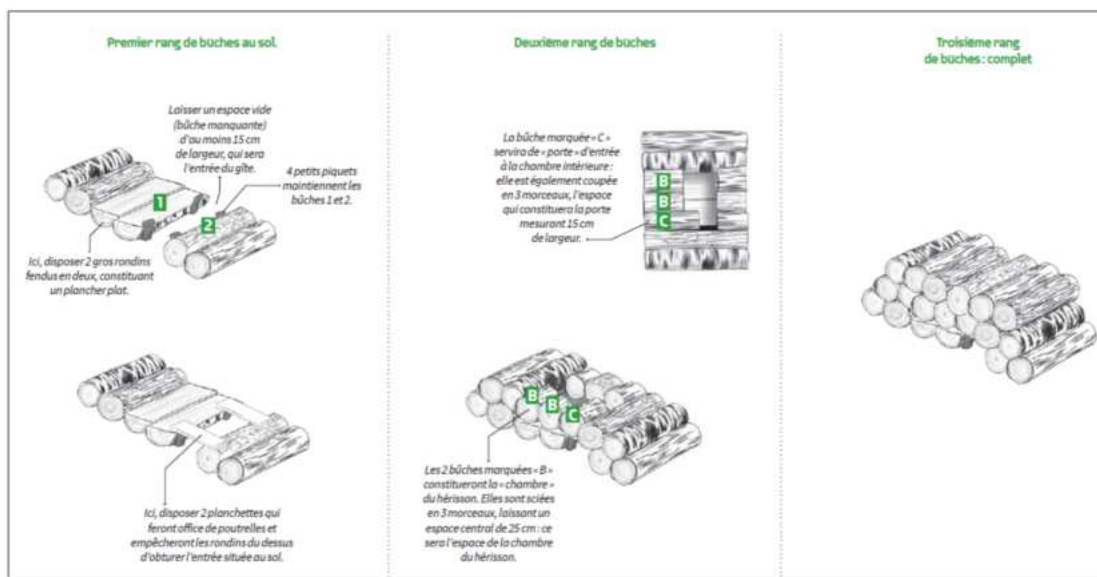 Premier rang de bûches au sol.
Laisser un espace vide
(bûche manquante)
d'au moins 15 cm
de largeur, qui sera
l'entrée du gîte.
4 petits piquets
maintiennent les
bûches 1 et 2.
1
2
Ici, disposer 2 gros rondins
fendus en deux, constituant
un plancher plat.
Ici, disposer 2 planchettes qui
feront office de poutrelles et
empêcheront les rondins du dessus
d'obturer l'entrée située au sol.
Deuxième rang de bûches
La bûche marquée « C »
servira de « porte » d'entrée
à la chambre intérieure :
elle est également coupée
en 3 morceaux, l'espace
qui constituera la porte
mesurant 15 cm
de largeur.
B
B
C
B
B
C
Les 2 bûches marquées « B »
constitueront la « chambre »
du hérisson. Elles sont sciées
en 3 morceaux, laissant un
espace central de 25 cm : ce
sera l'espace de la chambre
du hérisson.
Troisième rang
de bûches : complet